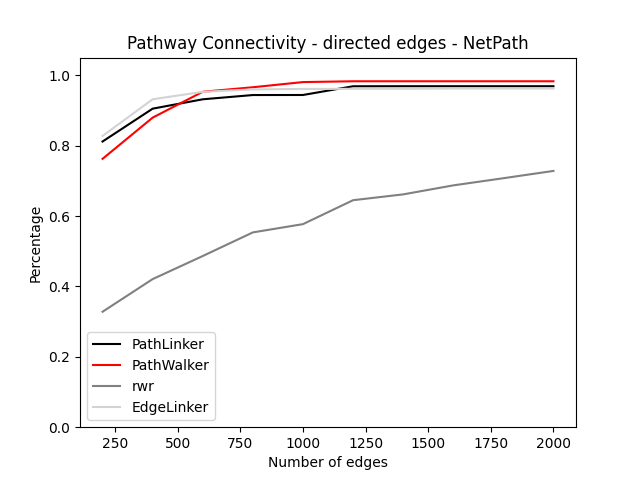 Pathway Connectivity - directed edges - NetPath
1.0
0.8
0.6
0.4
0.2
0.0
Percentage
PathLinker
PathWalker
rwr
EdgeLinker
250 500 750 1000 1250 1500 1750 2000
Number of edges